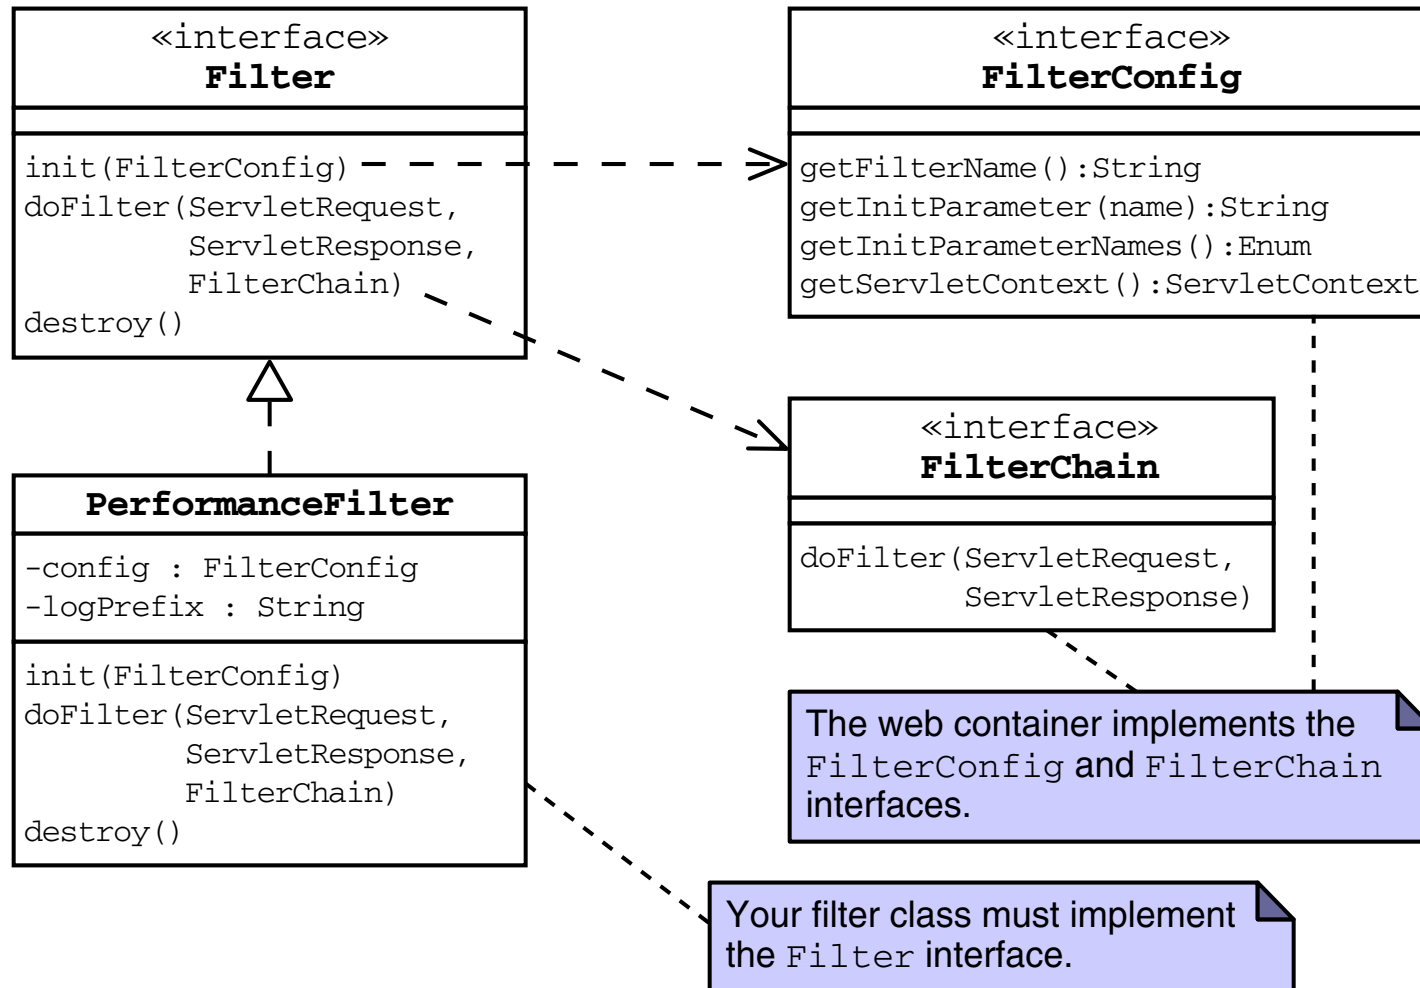 «interface»
Filter
init(FilterConfig)
doFilter(ServletRequest,
ServletResponse,
FilterChain)
destroy()
«interface»
FilterConfig
getFilterName():String
getInitParameter(name):String
getInitParameterNames():Enum
getServletContext():ServletContext
«interface»
FilterChain
doFilter(ServletRequest,
ServletResponse)
PerformanceFilter
-config : FilterConfig
-logPrefix : String
init(FilterConfig)
doFilter(ServletRequest,
ServletResponse,
FilterChain)
destroy()
The web container implements the
FilterConfig and FilterChain
interfaces.
Your filter class must implement
the Filter interface.